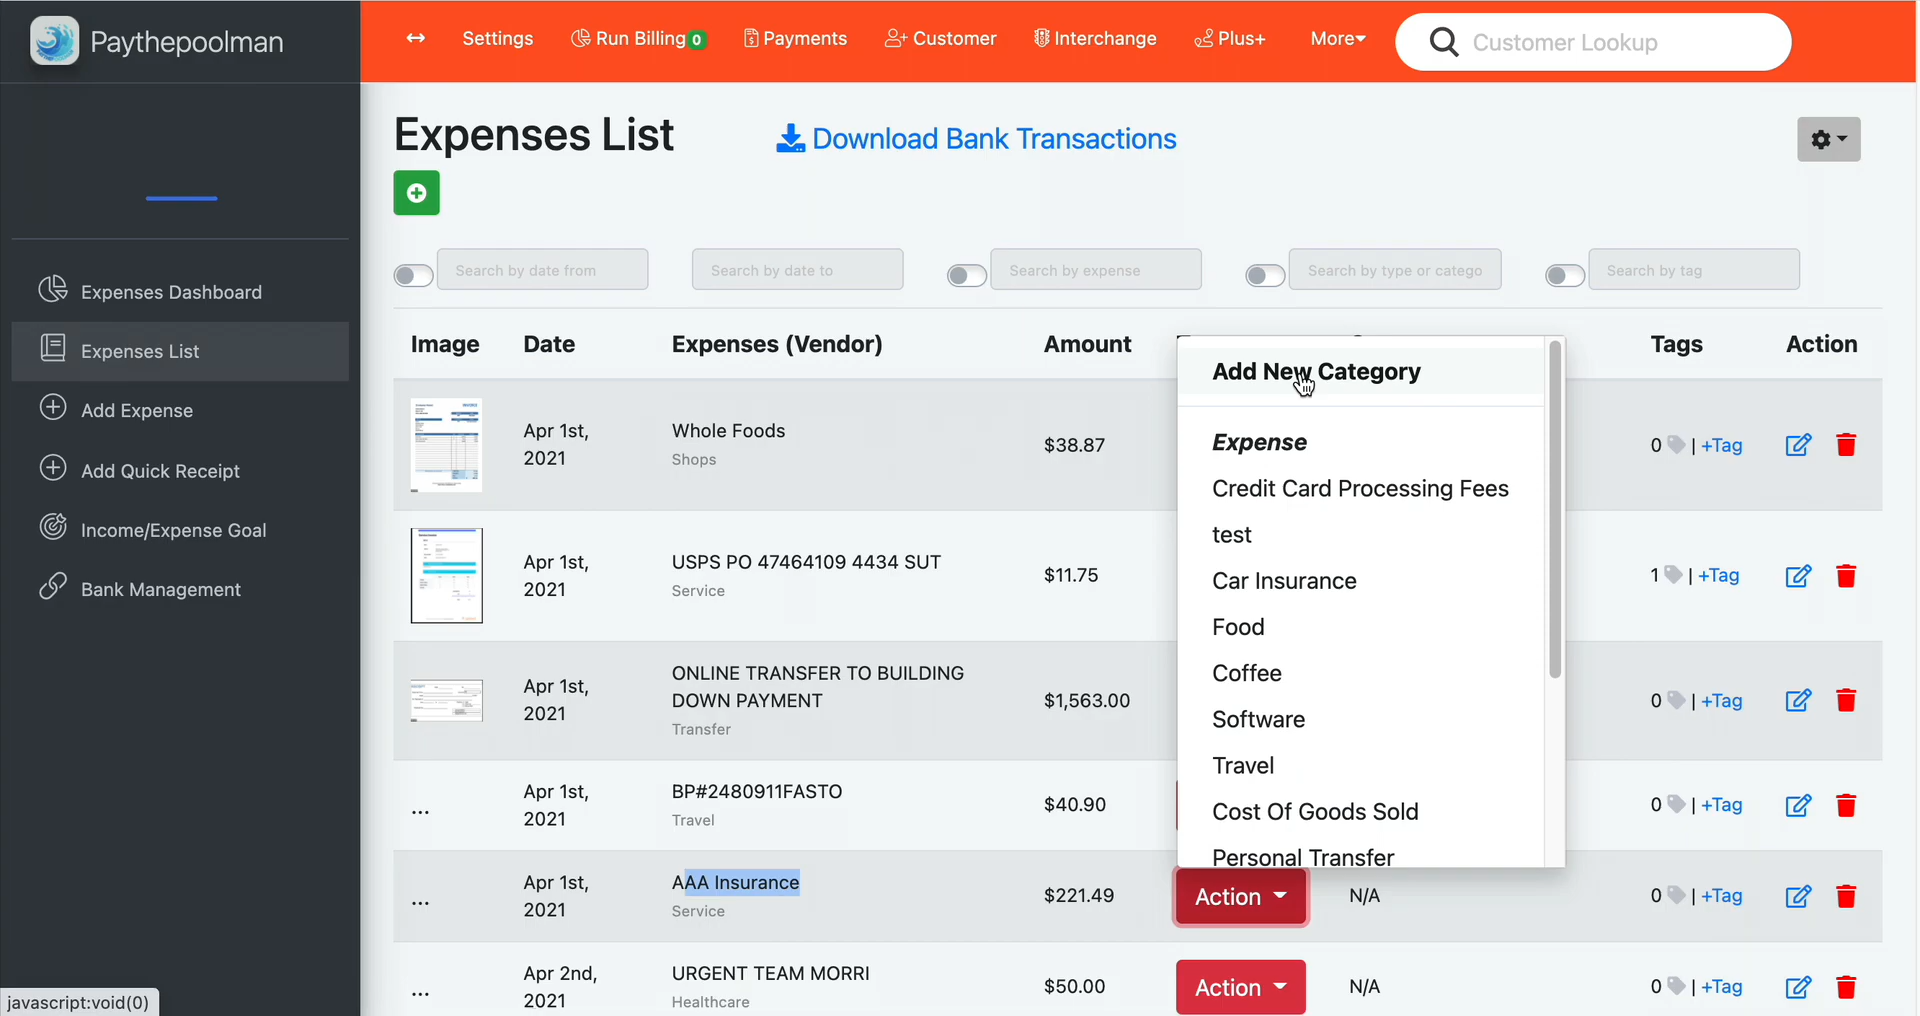 Paythepoolman
Settings
Run Billing 0
Payments
Customer
Interchange
Plus+
More
Customer Lookup
Expenses List
Download Bank Transactions
Expenses Dashboard
Expenses List
Add Expense
Add Quick Receipt
Income/Expense Goal
Bank Management
Search by date from
Search by date to
Search by expense
Search by type or catego
Search by tag
Image Date Expenses (Vendor) Amount Tags Action
Apr 1st,
2021
Whole Foods
Shops
$38.87
0 | +Tag
Apr 1st,
2021
USPS PO 47464109 4434 SUT
Service
$11.75
1 | +Tag
Apr 1st,
2021
ONLINE TRANSFER TO BUILDING
DOWN PAYMENT
Transfer
$1,563.00
0 | +Tag
...
Apr 1st,
2021
BP#2480911FASTO
Travel
$40.90
0 | +Tag
...
Apr 1st,
2021
AAA Insurance
Service
$221.49
Action
N/A
0 | +Tag
...
Apr 2nd,
2021
URGENT TEAM MORRI
Healthcare
$50.00
Action
N/A
0 | +Tag
Add New Category
Expense
Credit Card Processing Fees
test
Car Insurance
Food
Coffee
Software
Travel
Cost Of Goods Sold
Personal Transfer
javascript:void(0)